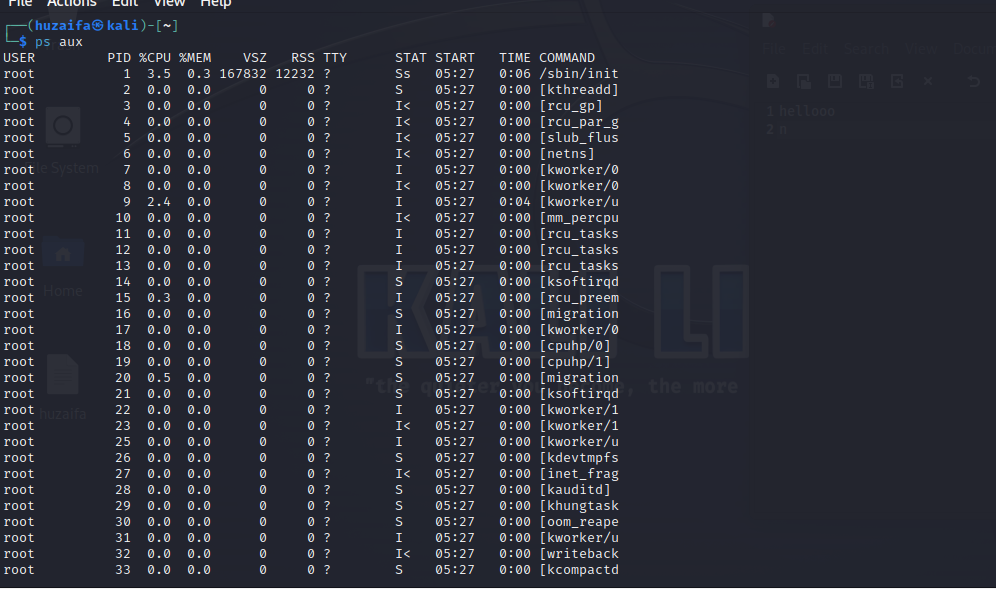 File Actions Edit View Help
┌──(huzaifa㉿kali)-[~]
└─$ ps aux
USER PID %CPU %MEM VSZ RSS TTY STAT START TIME COMMAND
root 1 3.5 0.3 167832 12232 ? Ss 05:27 0:06 /sbin/init
root 2 0.0 0.0 0 0 ? S 05:27 0:00 [kthreadd]
root 3 0.0 0.0 0 0 ? I< 05:27 0:00 [rcu_gp]
root 4 0.0 0.0 0 0 ? I< 05:27 0:00 [rcu_par_g
root 5 0.0 0.0 0 0 ? I< 05:27 0:00 [slub_flus
root 6 0.0 0.0 0 0 ? I< 05:27 0:00 [netns]
root 7 0.0 0.0 0 0 ? I 05:27 0:00 [kworker/0
root 8 0.0 0.0 0 0 ? I< 05:27 0:00 [kworker/0
root 9 2.4 0.0 0 0 ? I 05:27 0:04 [kworker/u
root 10 0.0 0.0 0 0 ? I< 05:27 0:00 [mm_percpu
root 11 0.0 0.0 0 0 ? I 05:27 0:00 [rcu_tasks
root 12 0.0 0.0 0 0 ? I 05:27 0:00 [rcu_tasks
root 13 0.0 0.0 0 0 ? I 05:27 0:00 [rcu_tasks
root 14 0.0 0.0 0 0 ? S 05:27 0:00 [ksoftirqd
root 15 0.3 0.0 0 0 ? I 05:27 0:00 [rcu_preem
root 16 0.0 0.0 0 0 ? S 05:27 0:00 [migration
root 17 0.0 0.0 0 0 ? I 05:27 0:00 [kworker/0
root 18 0.0 0.0 0 0 ? S 05:27 0:00 [cpuhp/0]
root 19 0.0 0.0 0 0 ? S 05:27 0:00 [cpuhp/1]
root 20 0.5 0.0 0 0 ? S 05:27 0:00 [migration
root 21 0.0 0.0 0 0 ? S 05:27 0:00 [ksoftirqd
root 22 0.0 0.0 0 0 ? I 05:27 0:00 [kworker/1
root 23 0.0 0.0 0 0 ? I< 05:27 0:00 [kworker/1
root 25 0.0 0.0 0 0 ? I 05:27 0:00 [kworker/u
root 26 0.0 0.0 0 0 ? S 05:27 0:00 [kdevtmpfs
root 27 0.0 0.0 0 0 ? I< 05:27 0:00 [inet_frag
root 28 0.0 0.0 0 0 ? S 05:27 0:00 [kauditd]
root 29 0.0 0.0 0 0 ? S 05:27 0:00 [khungtask
root 30 0.0 0.0 0 0 ? S 05:27 0:00 [oom_reape
root 31 0.0 0.0 0 0 ? I 05:27 0:00 [kworker/u
root 32 0.0 0.0 0 0 ? I< 05:27 0:00 [writeback
root 33 0.0 0.0 0 0 ? S 05:27 0:00 [kcompactd
System
Home
huzaifa
KALI LI
"the the more
Edit Search View
1 hellooo
2 n